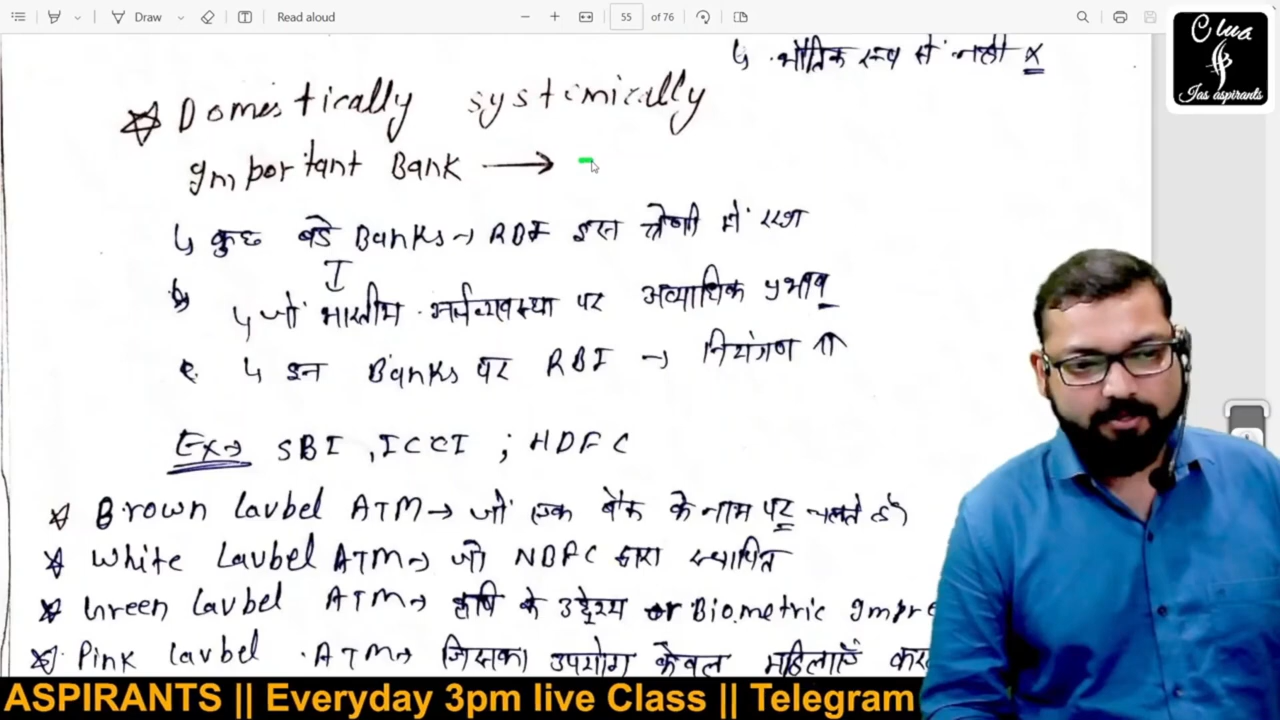 Draw
Read aloud
55
of 76
Clua
Ias aspirants
भौतिक रूप से नहीं x
Domestically systemically
Important Bank →
कुछ बडे Banks → RBI इस श्रेणी में रखा
जो भारतीय अर्थव्यवस्था पर अत्याधिक प्रभाव
इन Banks पर RBI → नियंत्रण ⇑
Ex→ SBI, ICCI ; HDFC
Brown Lavbel ATM→ जो एक बैंक के नाम पर चलते है
White Lavbel ATM→ जो NBFC द्वारा स्थापित
Green Lavbel ATM→ कृषि के उद्देश्य or Biometric Impre
Pink lavbel ATM→ जिसका उपयोग केवल महिलाएँ कर
ASPIRANTS || Everyday 3pm live Class || Telegram